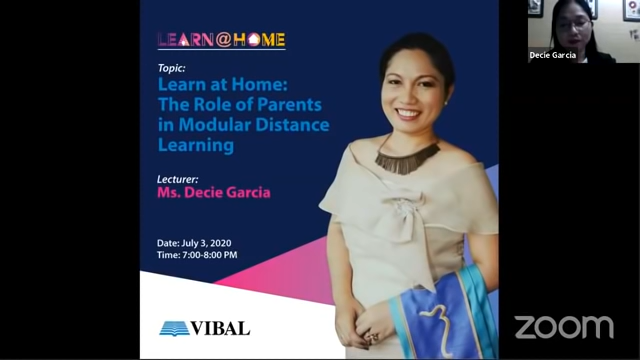 LEARN@HOME
Topic:
Learn at Home:
The Role of Parents
in Modular Distance
Learning
Lecturer:
Ms. Decie Garcia
Date: July 3, 2020
Time: 7:00-8:00 PM
VIBAL
Decie Garcia
zoom